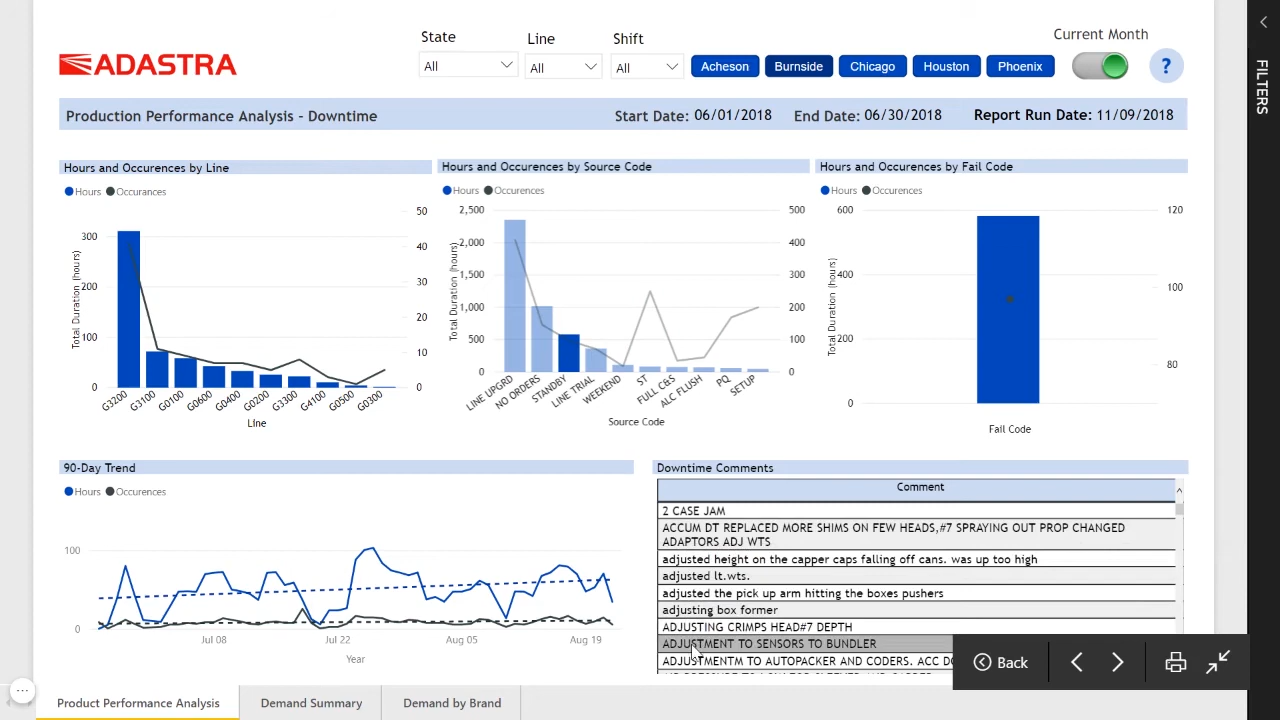 State
Line
Shift
Current Month
ADASTRA
All
All
All
Acheson
Burnside
Chicago
Houston
Phoenix
?
FILTERS
Production Performance Analysis - Downtime
Start Date: 06/01/2018
End Date: 06/30/2018
Report Run Date: 11/09/2018
Hours and Occurences by Line
Hours
Occurances
Total Duration (hours)
300
200
100
0
50
40
30
20
10
0
G3200
G3100
G0100
G0600
G0400
G0200
G3300
G4100
G0500
G0300
Line
Hours and Occurences by Source Code
Hours
Occurences
Total Duration (hours)
2,500
2,000
1,500
1,000
500
0
500
400
300
200
100
0
LINE UPGRD
NO ORDERS
STANDBY
LINE TRIAL
WEEKEND
ST
FULL C&S
ALC FLUSH
PQ
SETUP
Source Code
Hours and Occurences by Fail Code
Hours
Occurences
Total Duration (hours)
600
400
200
0
120
100
80
Fail Code
90-Day Trend
Hours
Occurences
100
0
Jul 08
Jul 22
Aug 05
Aug 19
Year
Downtime Comments
Comment
2 CASE JAM
ACCUM DT REPLACED MORE SHIMS ON FEW HEADS,#7 SPRAYING OUT PROP CHANGED
ADAPTORS ADJ WTS
adjusted height on the capper caps falling off cans. was up too high
adjusted lt.wts.
adjusted the pick up arm hitting the boxes pushers
adjusting box former
ADJUSTING CRIMPS HEAD#7 DEPTH
ADJUSTMENT TO SENSORS TO BUNDLER
ADJUSTMENTM TO AUTOPACKER AND CODERS. ACC
Back
Product Performance Analysis
Demand Summary
Demand by Brand